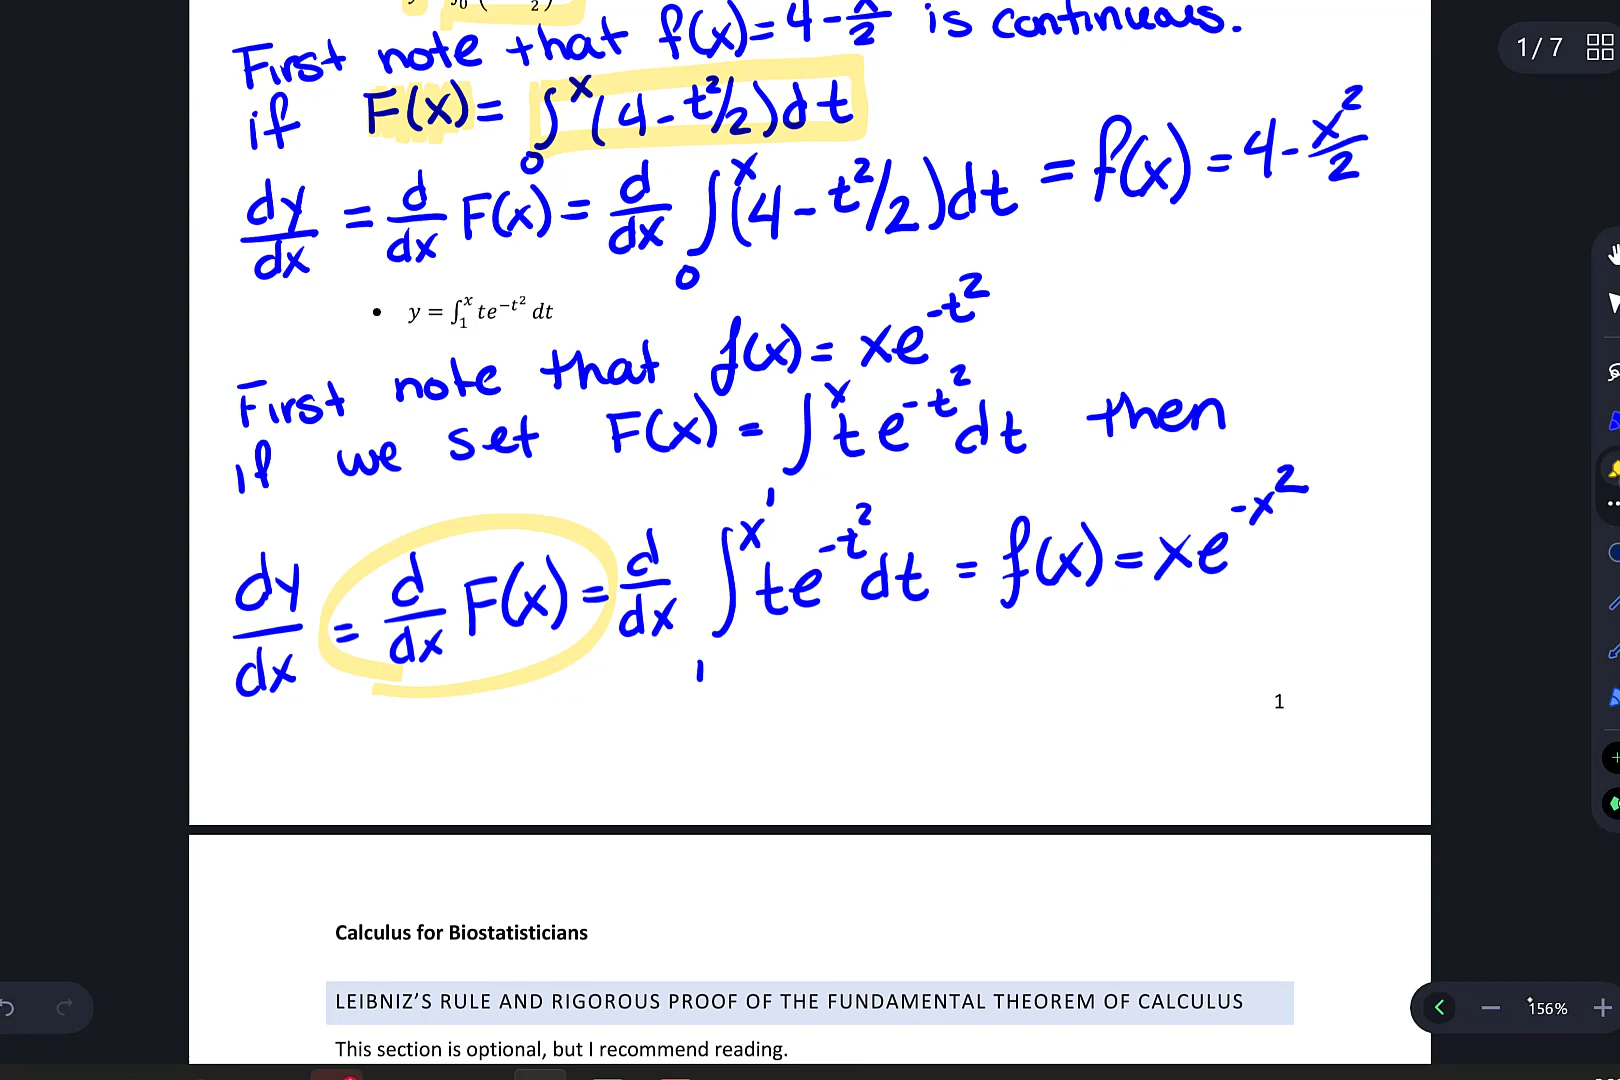 First note that f(x) = 4 - x/2 is continuous.
1 / 7
if F(x) = ∫₀ˣ (4 - t²/2) dt
dy/dx = d/dx F(x) = d/dx ∫₀ˣ (4 - t²/2) dt = f(x) = 4 - x²/2
• y = ∫₁ˣ te^(-t²) dt
First note that f(x) = xe^(-t²)
if we set F(x) = ∫₁ˣ te^(-t²) dt then
dy/dx = d/dx F(x) = d/dx ∫₁ˣ te^(-t²) dt = f(x) = xe^(-x²)
1
Calculus for Biostatisticians
LEIBNIZ’S RULE AND RIGOROUS PROOF OF THE FUNDAMENTAL THEOREM OF CALCULUS
156%
This section is optional, but I recommend reading.